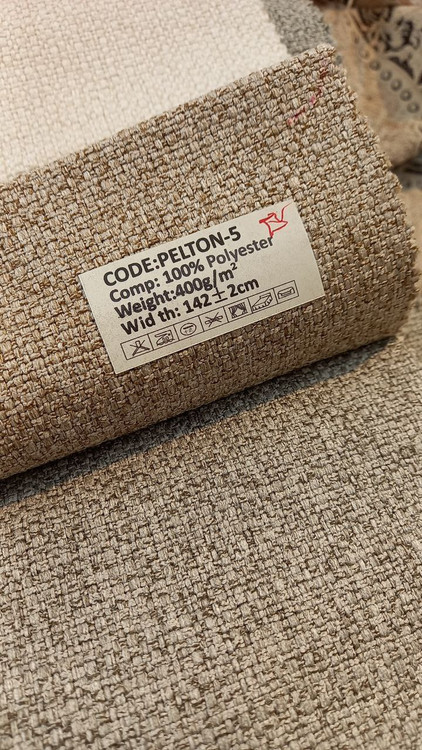 CODE:PELTON-5
Comp: 100% Polyester
Weight:400g/m²
Wid th: 142±2cm